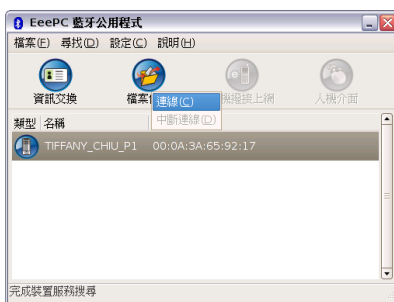 EeePC 藍芽公用程式
檔案(F) 尋找(D) 設定(C) 說明(H)
資訊交換 檔案 機撥接上網 人機介面
連線(C)
中斷連線(D)
類型 名稱
TIFFANY_CHIU_P1 00:0A:3A:65:92:17
完成裝置服務搜尋